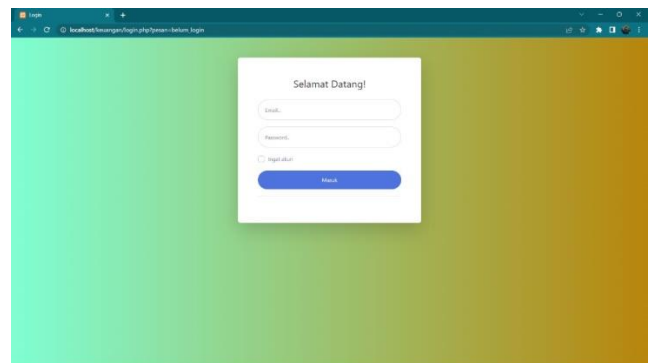 Login
localhost/keuangan/login.php?pesan=belum_login
Selamat Datang!
Email..
Password..
Ingat akun
Masuk